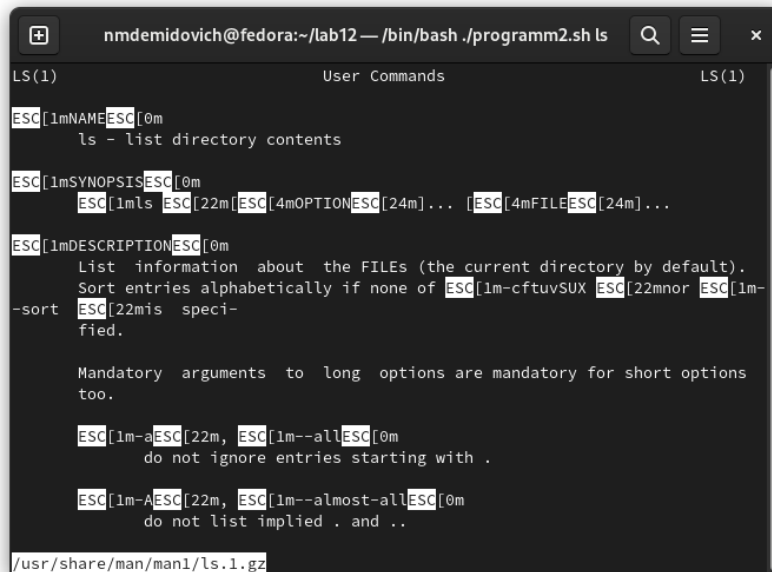 nmdemidovich@fedora:~/lab12 — /bin/bash ./programm2.sh ls
LS(1) User Commands LS(1)
ESC[1mNAMEESC[0m
ls - list directory contents
ESC[1mSYNOPSISESC[0m
ESC[1mls ESC[22m[ESC[4mOPTIONESC[24m]... [ESC[4mFILEESC[24m]...
ESC[1mDESCRIPTIONESC[0m
List information about the FILEs (the current directory by default).
Sort entries alphabetically if none of ESC[1m-cftuvSUX ESC[22mnor ESC[1m-
-sort ESC[22mis speci-
fied.
Mandatory arguments to long options are mandatory for short options
too.
ESC[1m-aESC[22m, ESC[1m--allESC[0m
do not ignore entries starting with .
ESC[1m-AESC[22m, ESC[1m--almost-allESC[0m
do not list implied . and ..
/usr/share/man/man1/ls.1.gz